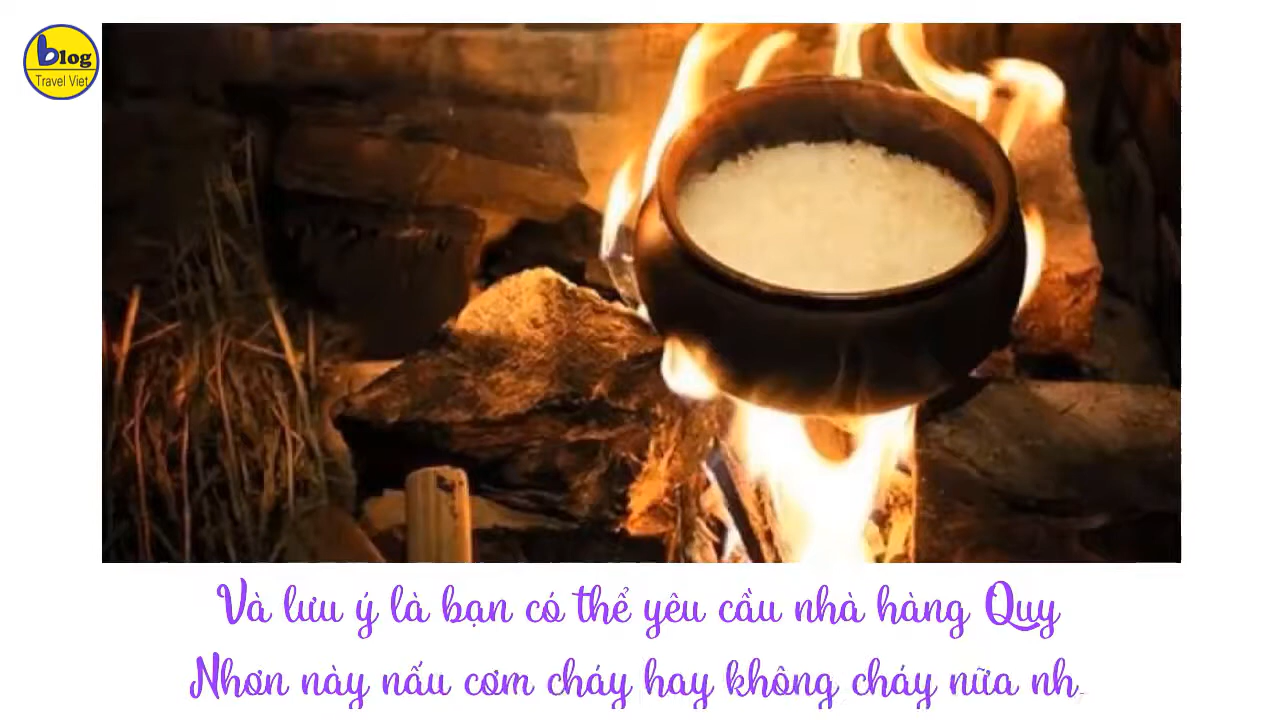 blog
Travel Viet
Và lưu ý là bạn có thể yêu cầu nhà hàng Quy
Nhơn này nấu cơm cháy hay không cháy nữa nh